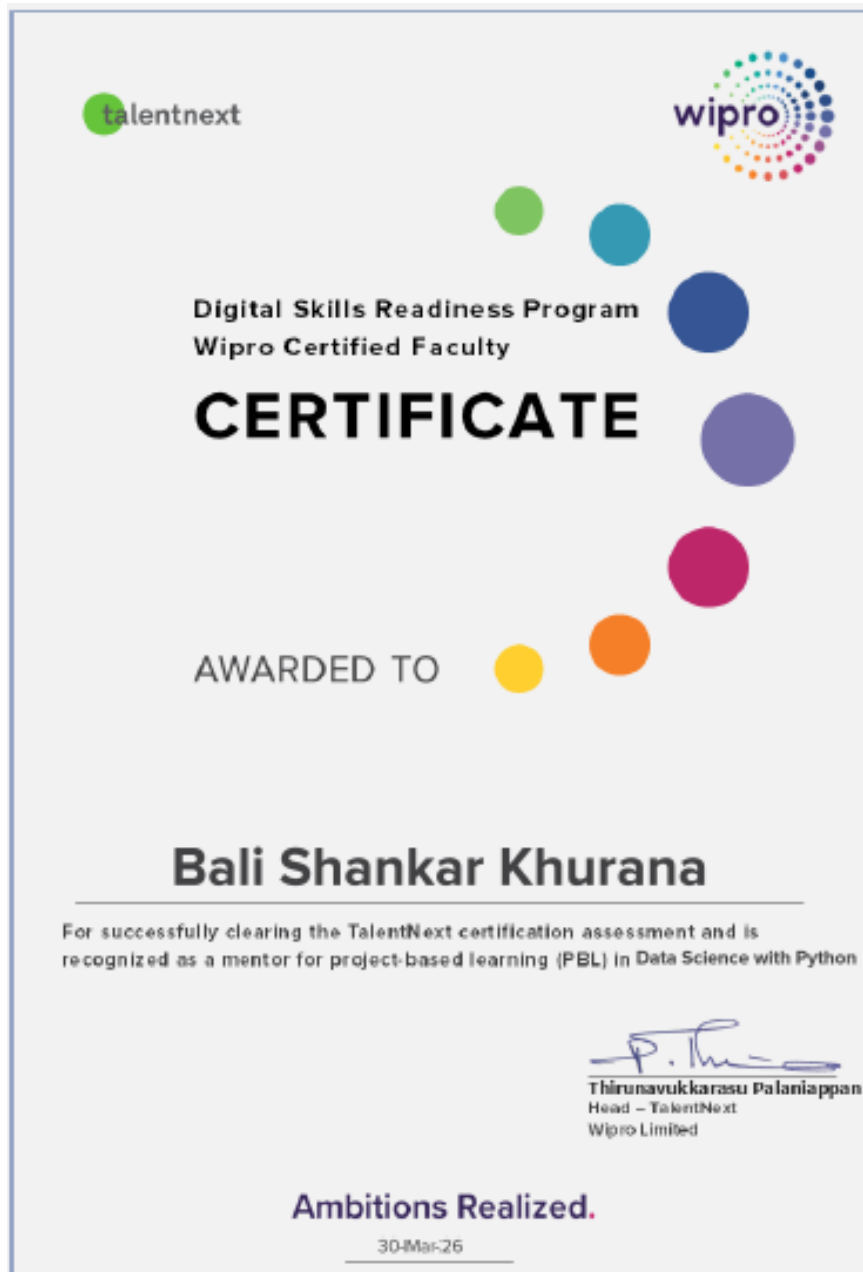 talentnext
wipro
Digital Skills Readiness Program
Wipro Certified Faculty
CERTIFICATE
AWARDED TO
Bali Shankar Khurana
For successfully clearing the TalentNext certification assessment and is
recognized as a mentor for project-based learning (PBL) in Data Science with Python
P. Th
Thirunavukkarasu Palaniappan
Head – TalentNext
Wipro Limited
Ambitions Realized.
30-Mar-26